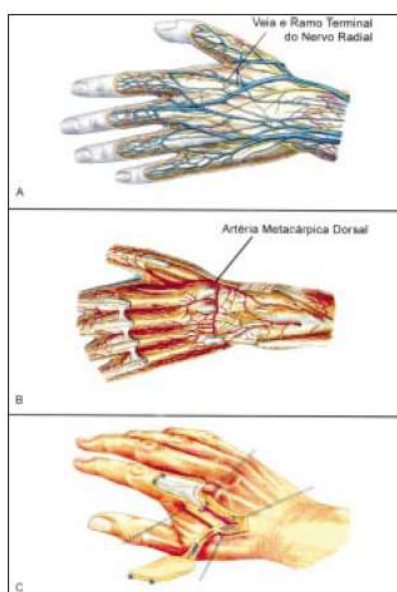 Veia e Ramo Terminal
do Nervo Radial
A
Artéria Metacárpica Dorsal
B
C